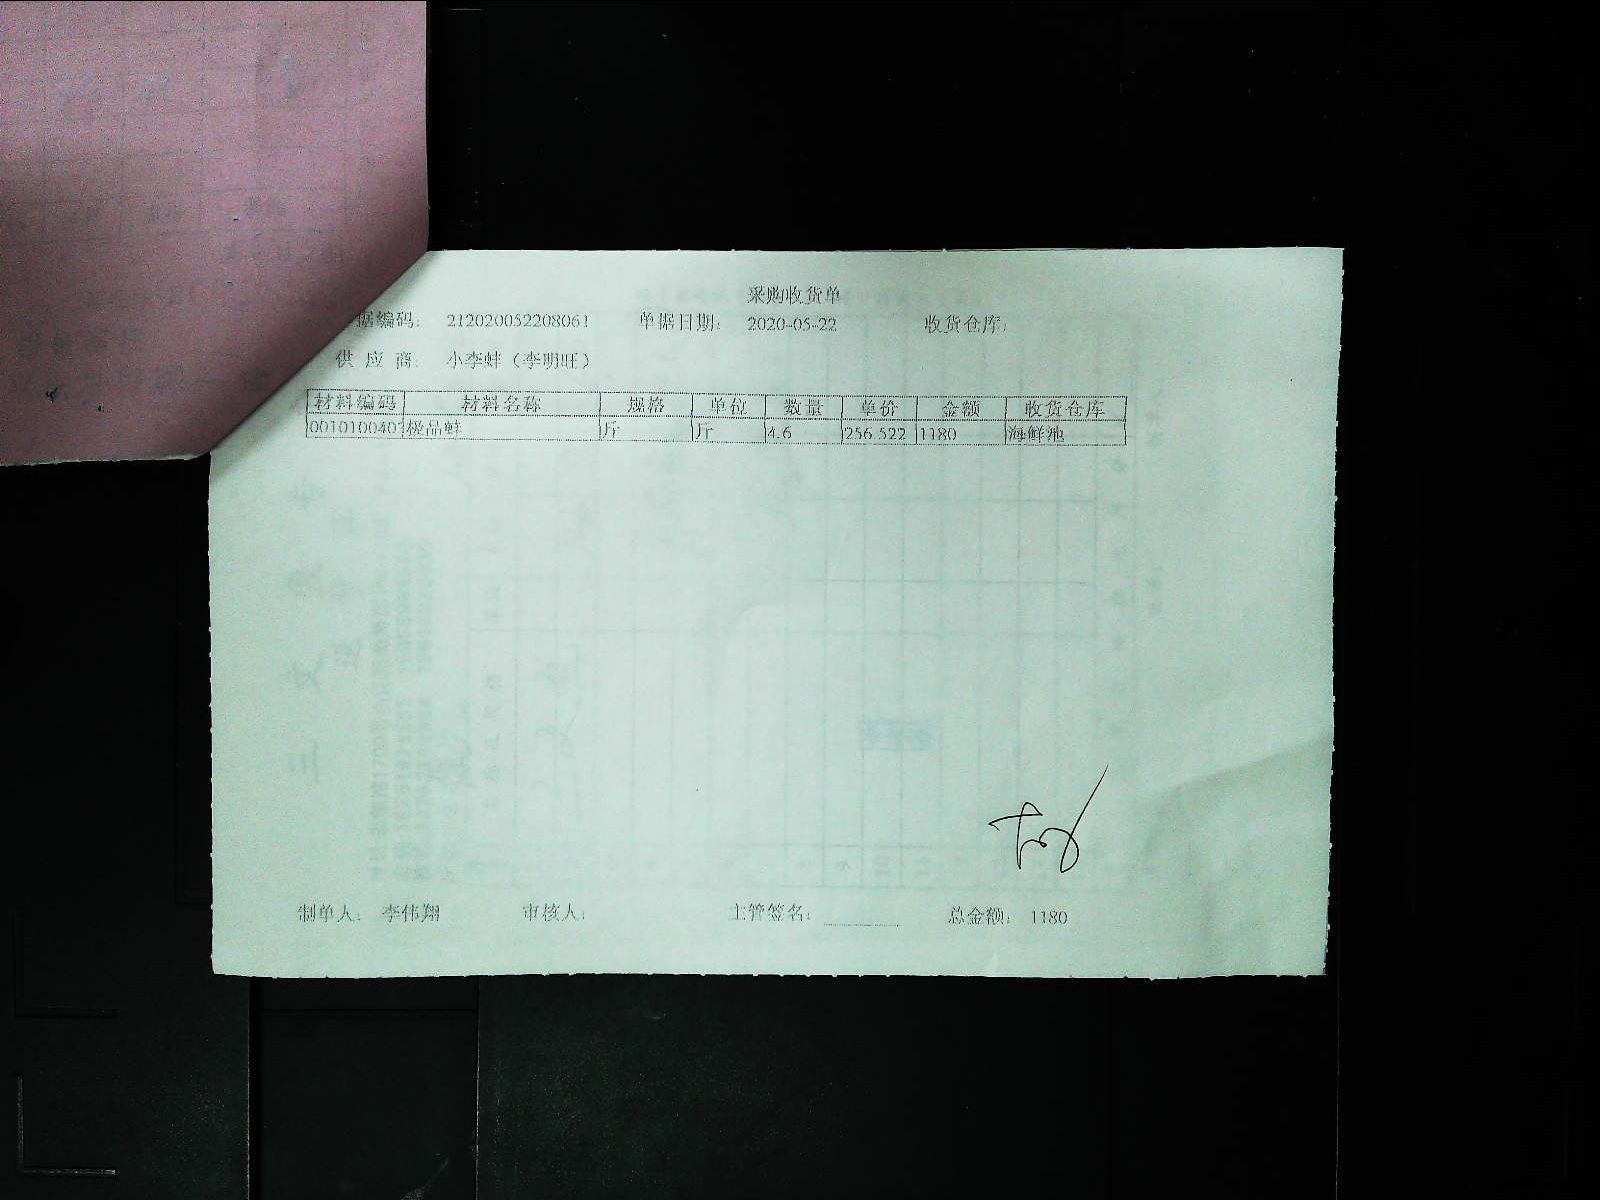 采购收货单
据编码： 212020052208061 单据日期： 2020-05-22 收货仓库：
供 应 商： 小李蚌（李明旺）
材料编码 材料名称 规格 单位 数量 单价 金额 收货仓库
0010100407 极品蚌 斤 斤 4.6 256.522 1180 海鲜池
制单人： 李伟翔 审核人： 主管签名： 总金额： 1180